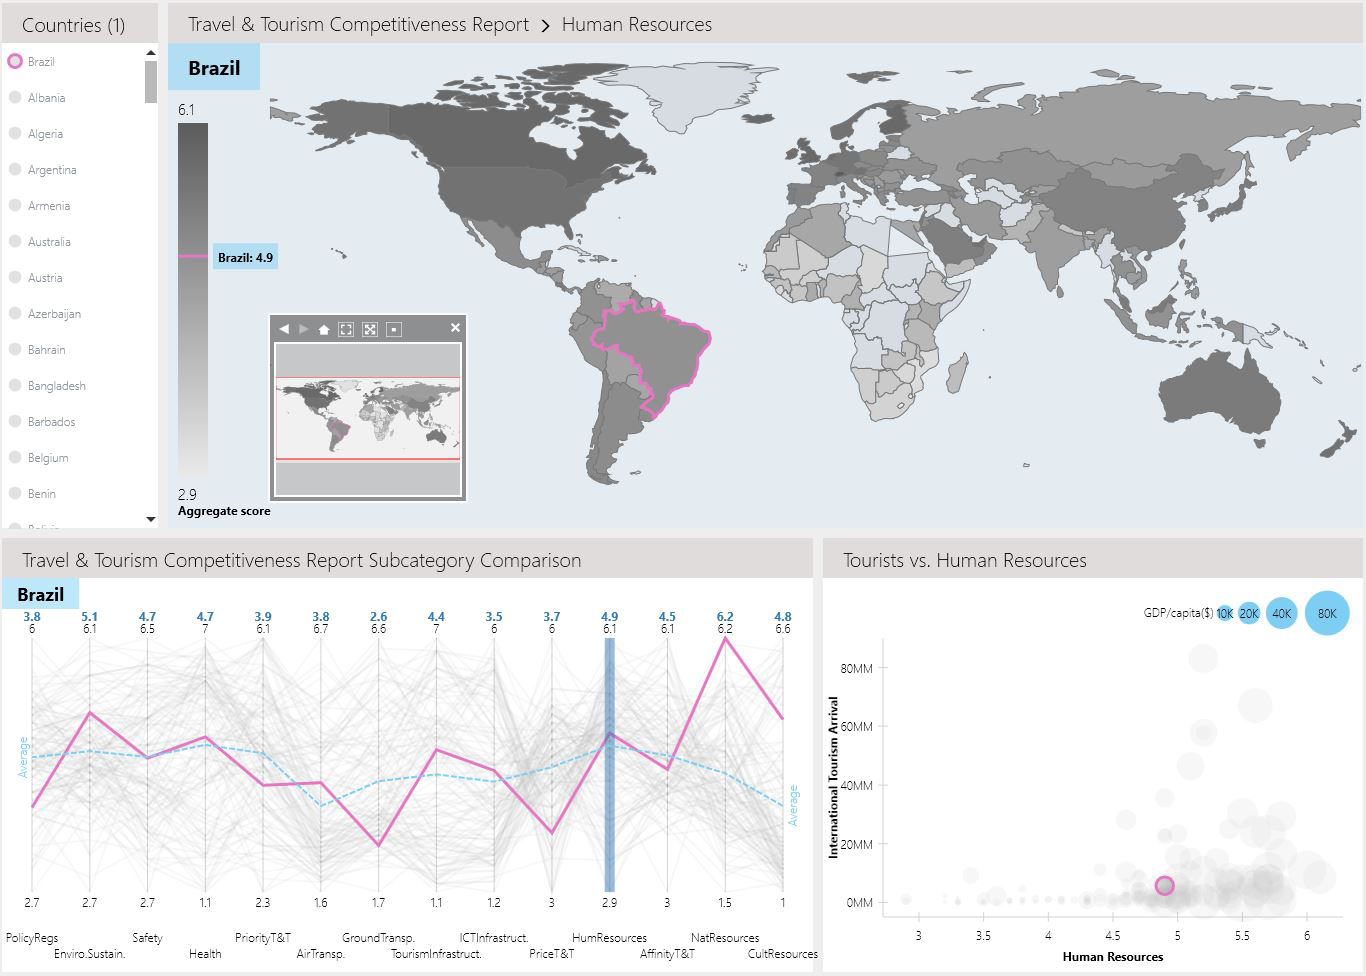 Countries (1)
Brazil
Albania
Algeria
Argentina
Armenia
Australia
Austria
Azerbaijan
Bahrain
Bangladesh
Barbados
Belgium
Benin
Travel & Tourism Competitiveness Report > Human Resources
Brazil
6.1
Brazil: 4.9
2.9
Aggregate score
Travel & Tourism Competitiveness Report Subcategory Comparison
Brazil
3.8 5.1 4.7 4.7 3.9 3.8 2.6 4.4 3.5 3.7 4.9 4.5 6.2 4.8
6 6.1 6.5 7 6.1 6.7 6.6 7 6 6 6.1 6.1 6.2 6.6
Average
Average
2.7 2.7 2.7 1.1 2.3 1.6 1.7 1.1 1.2 3 2.9 3 1.5 1
PolicyRegs Safety PriorityT&T GroundTransp. ICTInfrastruct. HumResources NatResources
Enviro.Sustain. Health AirTransp. TourismInfrastruct. PriceT&T AffinityT&T CultResources
Tourists vs. Human Resources
GDP/capita($) 10K 20K 40K 80K
International Tourism Arrival
80MM
60MM
40MM
20MM
0MM
3 3.5 4 4.5 5 5.5 6
Human Resources